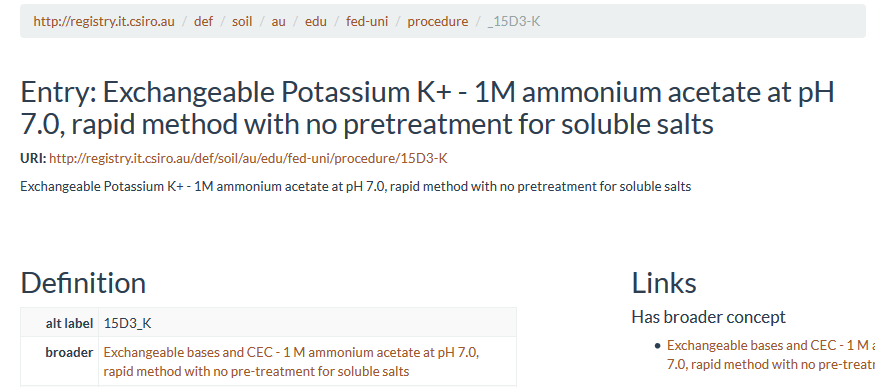 http://registry.it.csiro.au / def / soil / au / edu / fed-uni / procedure / _15D3-K
Entry: Exchangeable Potassium K+ - 1M ammonium acetate at pH
7.0, rapid method with no pretreatment for soluble salts
URI: http://registry.it.csiro.au/def/soil/au/edu/fed-uni/procedure/15D3-K
Exchangeable Potassium K+ - 1M ammonium acetate at pH 7.0, rapid method with no pretreatment for soluble salts
Definition
alt label 15D3_K
broader Exchangeable bases and CEC - 1 M ammonium acetate at pH 7.0,
rapid method with no pre-treatment for soluble salts
Links
Has broader concept
• Exchangeable bases and CEC - 1 M a
7.0, rapid method with no pre-treatm